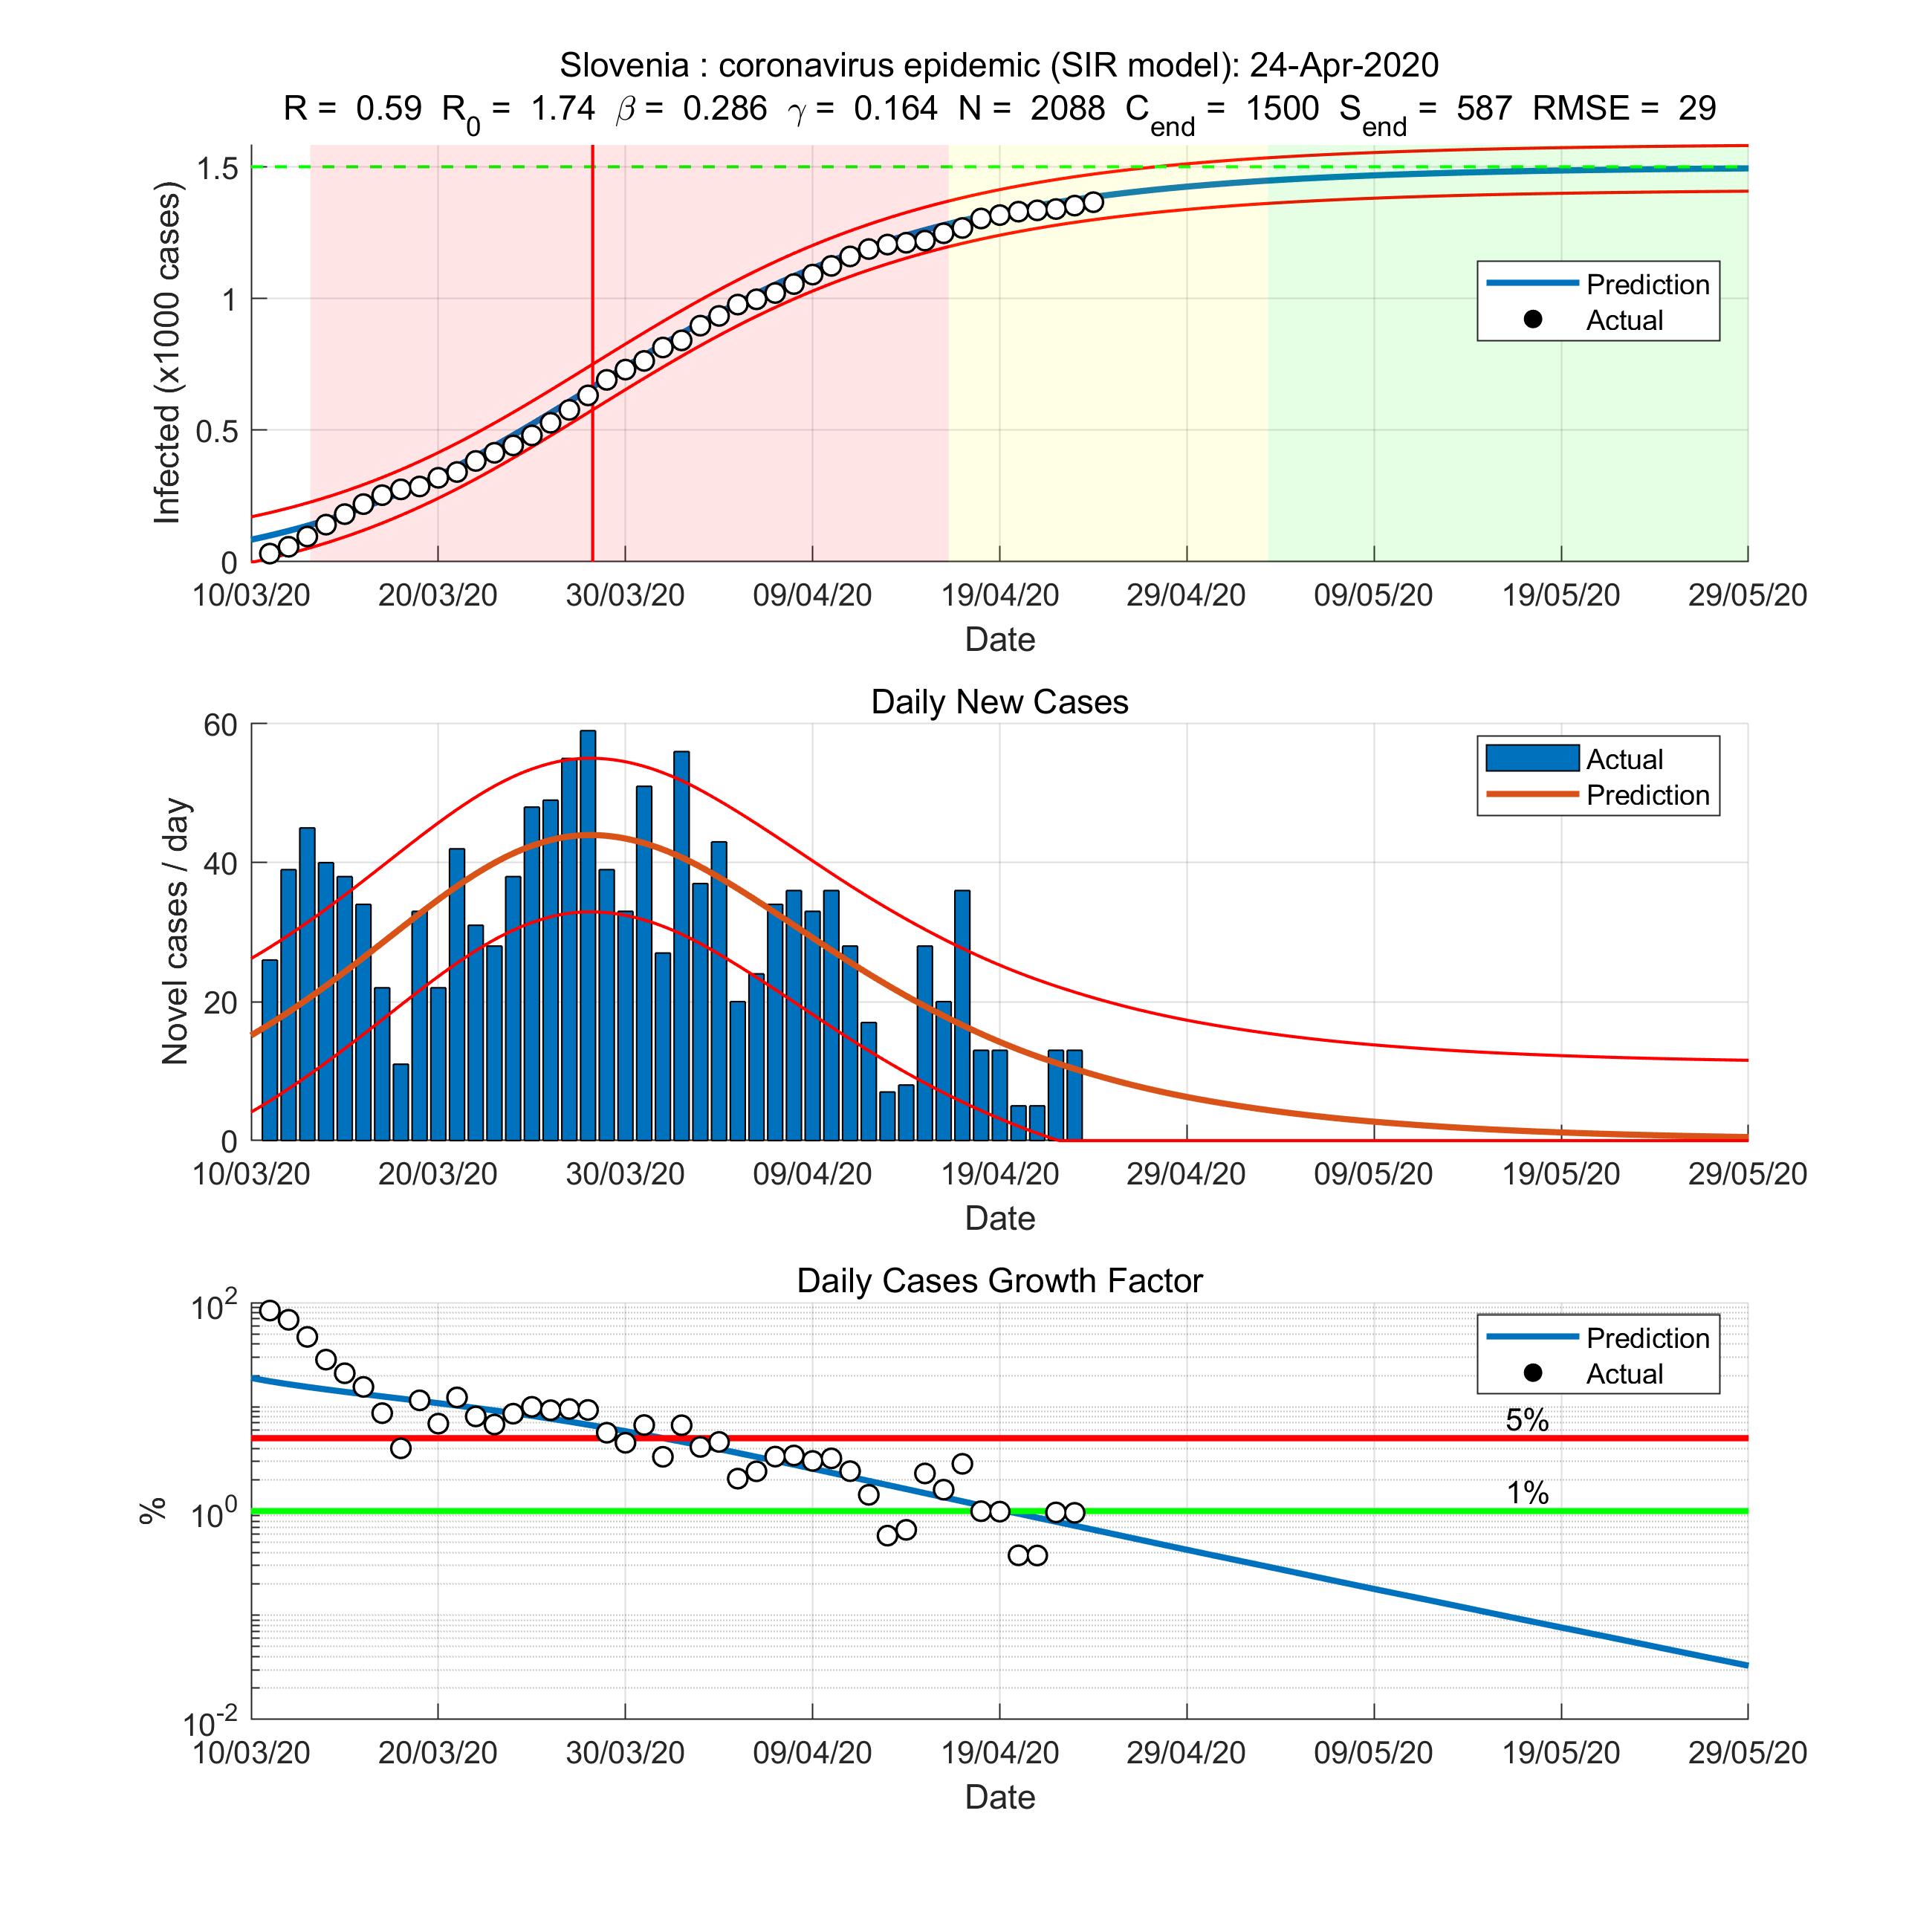 Slovenia : coronavirus epidemic (SIR model): 24-Apr-2020
R = 0.59 R0 = 1.74 β = 0.286 γ = 0.164 N = 2088 Cend = 1500 Send = 587 RMSE = 29
Infected (x1000 cases)
1.5
1
0.5
0
Prediction
Actual
10/03/20 20/03/20 30/03/20 09/04/20 19/04/20 29/04/20 09/05/20 19/05/20 29/05/20
Date
Daily New Cases
Novel cases / day
60
40
20
0
Actual
Prediction
10/03/20 20/03/20 30/03/20 09/04/20 19/04/20 29/04/20 09/05/20 19/05/20 29/05/20
Date
Daily Cases Growth Factor
%
10^2
10^0
10^-2
Prediction
Actual
5%
1%
10/03/20 20/03/20 30/03/20 09/04/20 19/04/20 29/04/20 09/05/20 19/05/20 29/05/20
Date